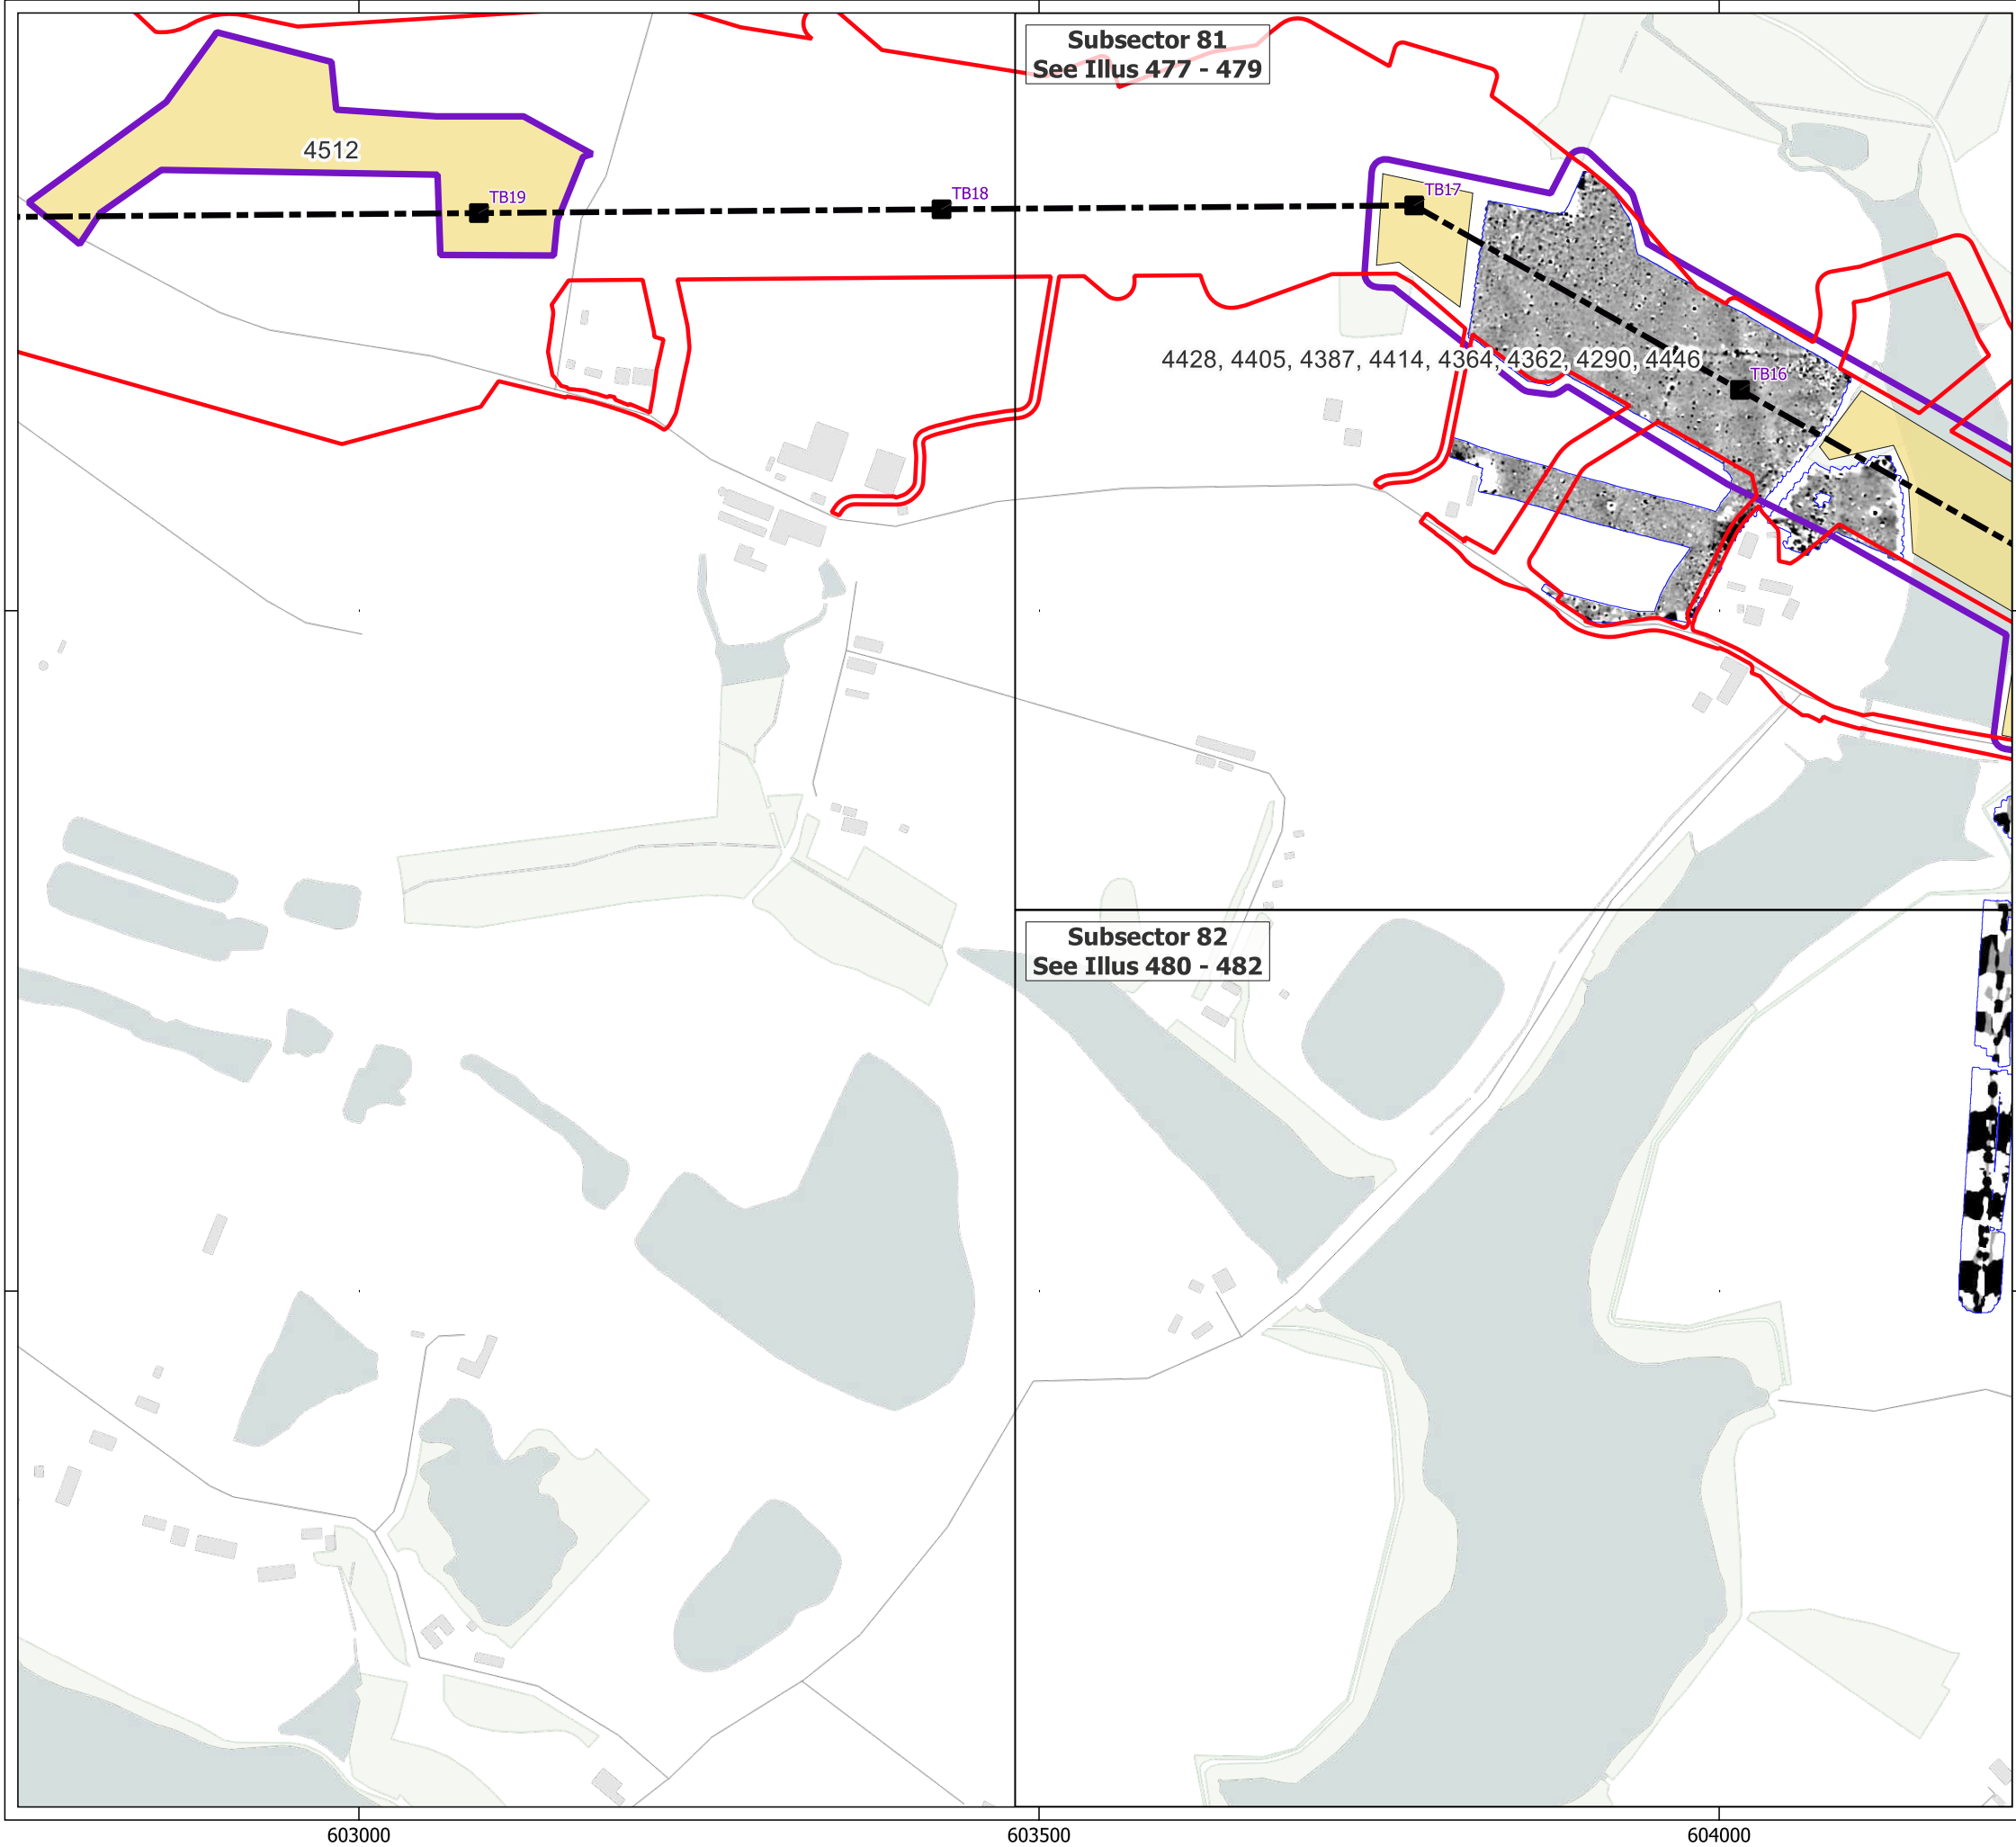 Subsector 81
See Illus 477 - 479
4512
TB19
TB18
TB17
4428, 4405, 4387, 4414, 4364, 4362, 4290, 4446
TB16
Subsector 82
See Illus 480 - 482
603000
603500
604000